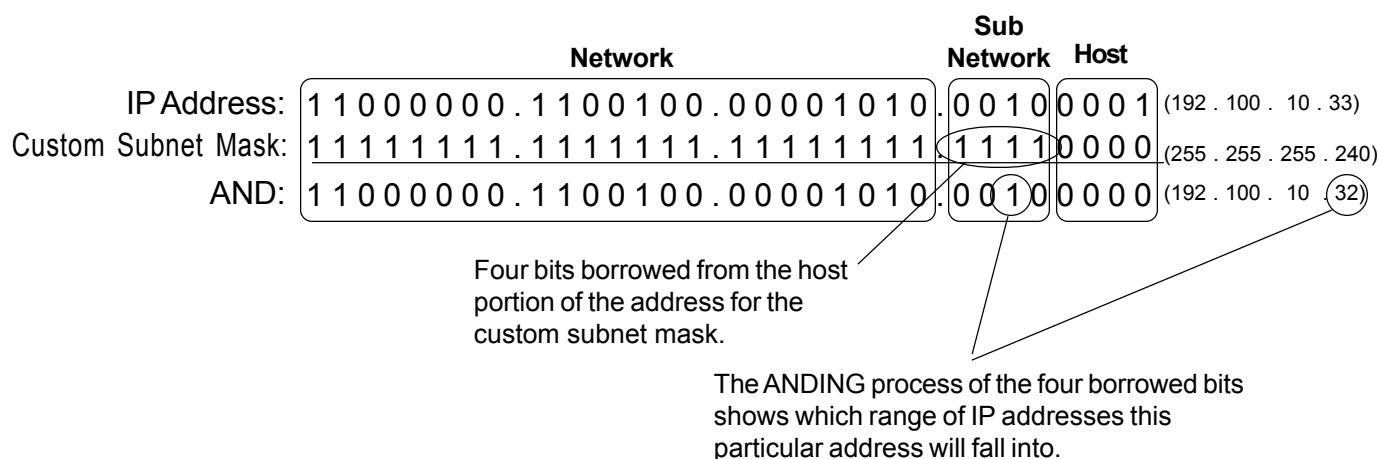 Sub
Network Network Host
IP Address: 1 1 0 0 0 0 0 0 . 1 1 0 0 1 0 0 . 0 0 0 0 1 0 1 0 . 0 0 1 0 0 0 0 1 (192 . 100 . 10 . 33)
Custom Subnet Mask: 1 1 1 1 1 1 1 1 . 1 1 1 1 1 1 1 . 1 1 1 1 1 1 1 1 . 1 1 1 1 0 0 0 0 (255 . 255 . 255 . 240)
AND: 1 1 0 0 0 0 0 0 . 1 1 0 0 1 0 0 . 0 0 0 0 1 0 1 0 . 0 0 1 0 0 0 0 0 (192 . 100 . 10 . 32)
Four bits borrowed from the host
portion of the address for the
custom subnet mask.
The ANDING process of the four borrowed bits
shows which range of IP addresses this
particular address will fall into.